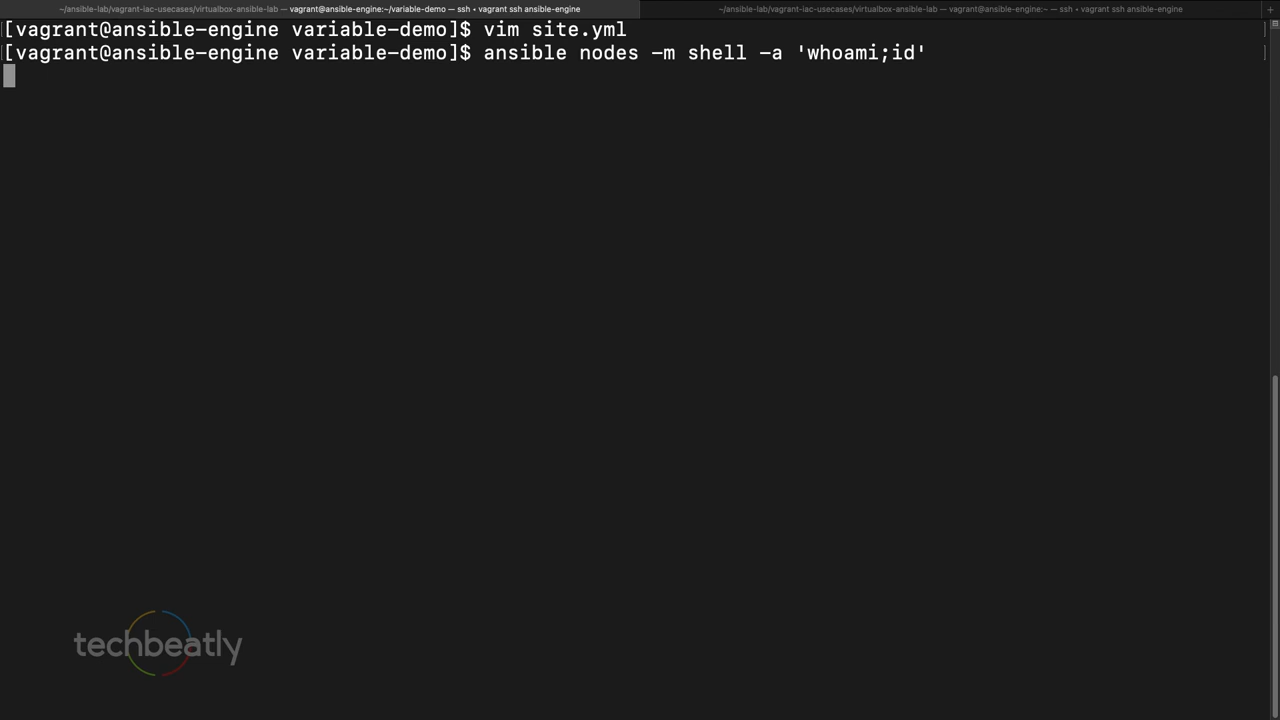 ~/ansible-lab/vagrant-iac-usecases/virtualbox-ansible-lab — vagrant@ansible-engine:~/variable-demo — ssh • vagrant ssh ansible-engine
~/ansible-lab/vagrant-iac-usecases/virtualbox-ansible-lab — vagrant@ansible-engine:~ — ssh • vagrant ssh ansible-engine
[vagrant@ansible-engine variable-demo]$ vim site.yml
[vagrant@ansible-engine variable-demo]$ ansible nodes -m shell -a 'whoami;id'
techbeatly